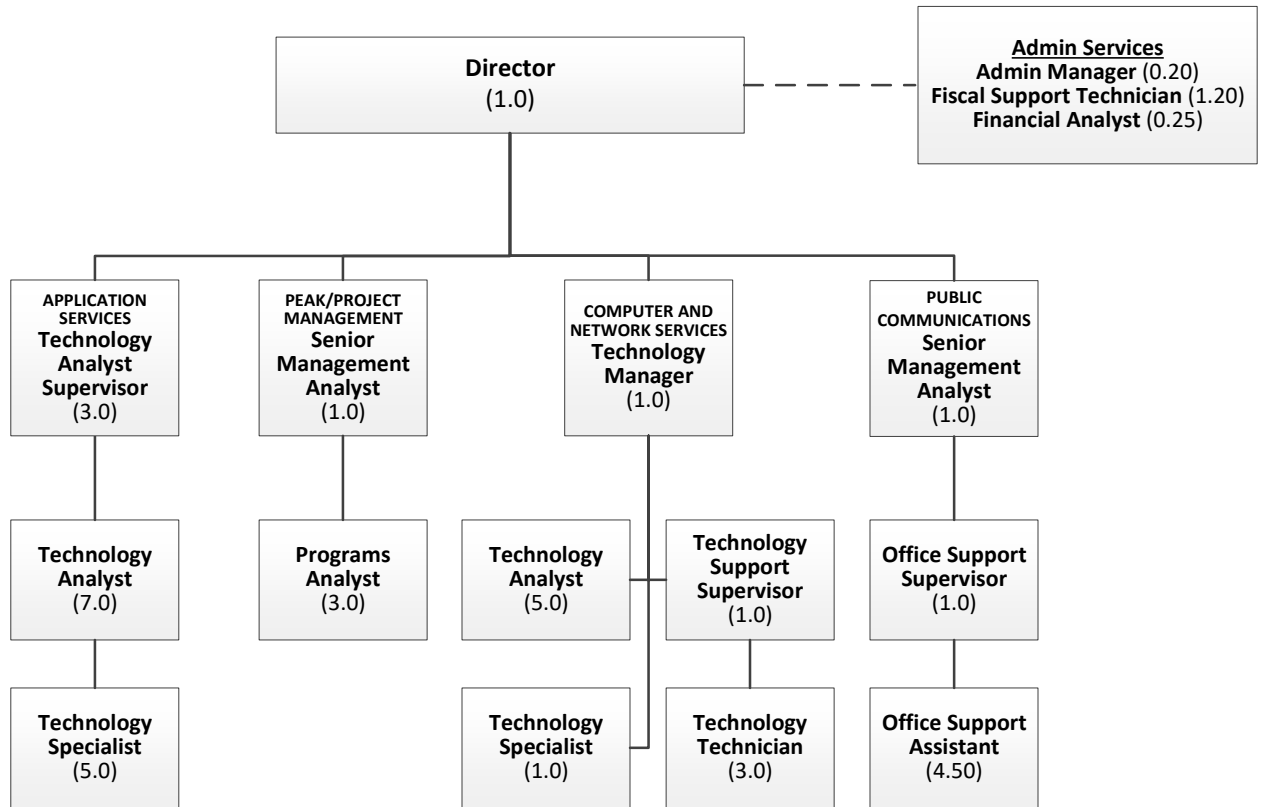 Director
(1.0)
Admin Services
Admin Manager (0.20)
Fiscal Support Technician (1.20)
Financial Analyst (0.25)
APPLICATION
SERVICES
Technology
Analyst
Supervisor
(3.0)
PEAK/PROJECT
MANAGEMENT
Senior
Management
Analyst
(1.0)
COMPUTER AND
NETWORK SERVICES
Technology
Manager
(1.0)
PUBLIC
COMMUNICATIONS
Senior
Management
Analyst
(1.0)
Technology
Analyst
(7.0)
Programs
Analyst
(3.0)
Technology
Analyst
(5.0)
Technology
Support
Supervisor
(1.0)
Office Support
Supervisor
(1.0)
Technology
Specialist
(5.0)
Technology
Specialist
(1.0)
Technology
Technician
(3.0)
Office Support
Assistant
(4.50)